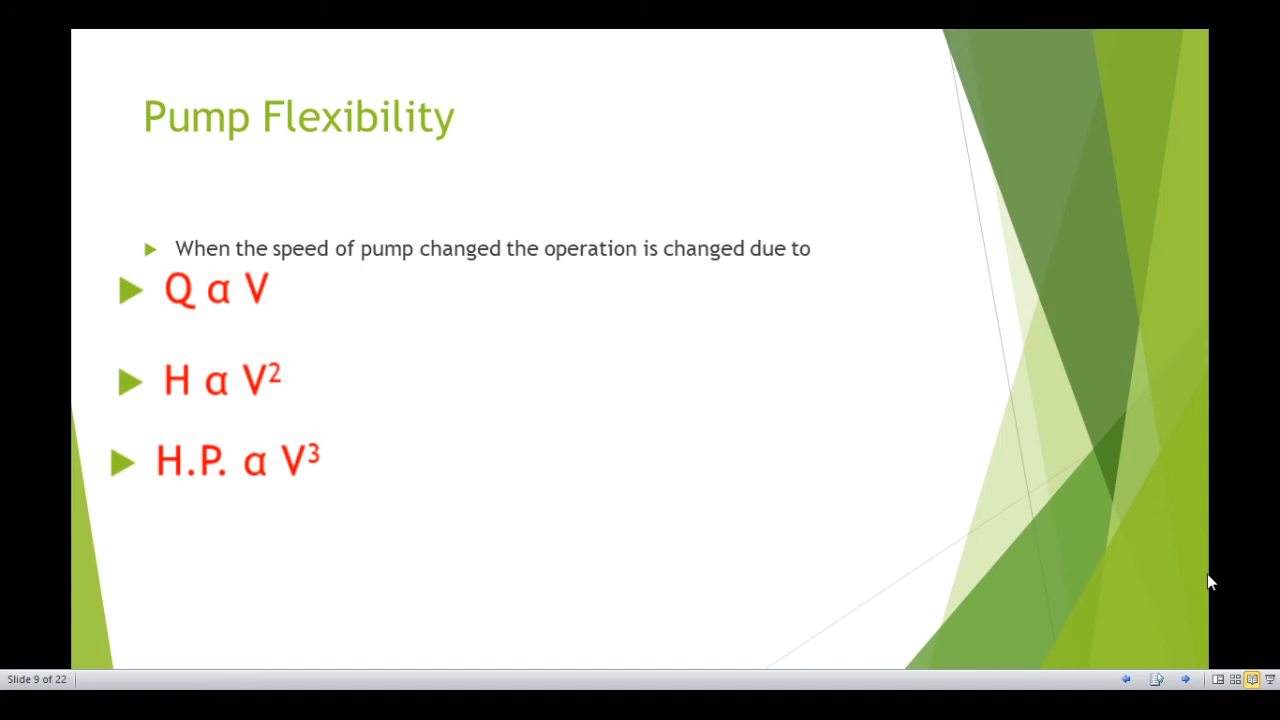 Pump Flexibility
When the speed of pump changed the operation is changed due to
Q α V
H α V²
H.P. α V³
Slide 9 of 22